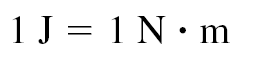 1 J = 1 N · m